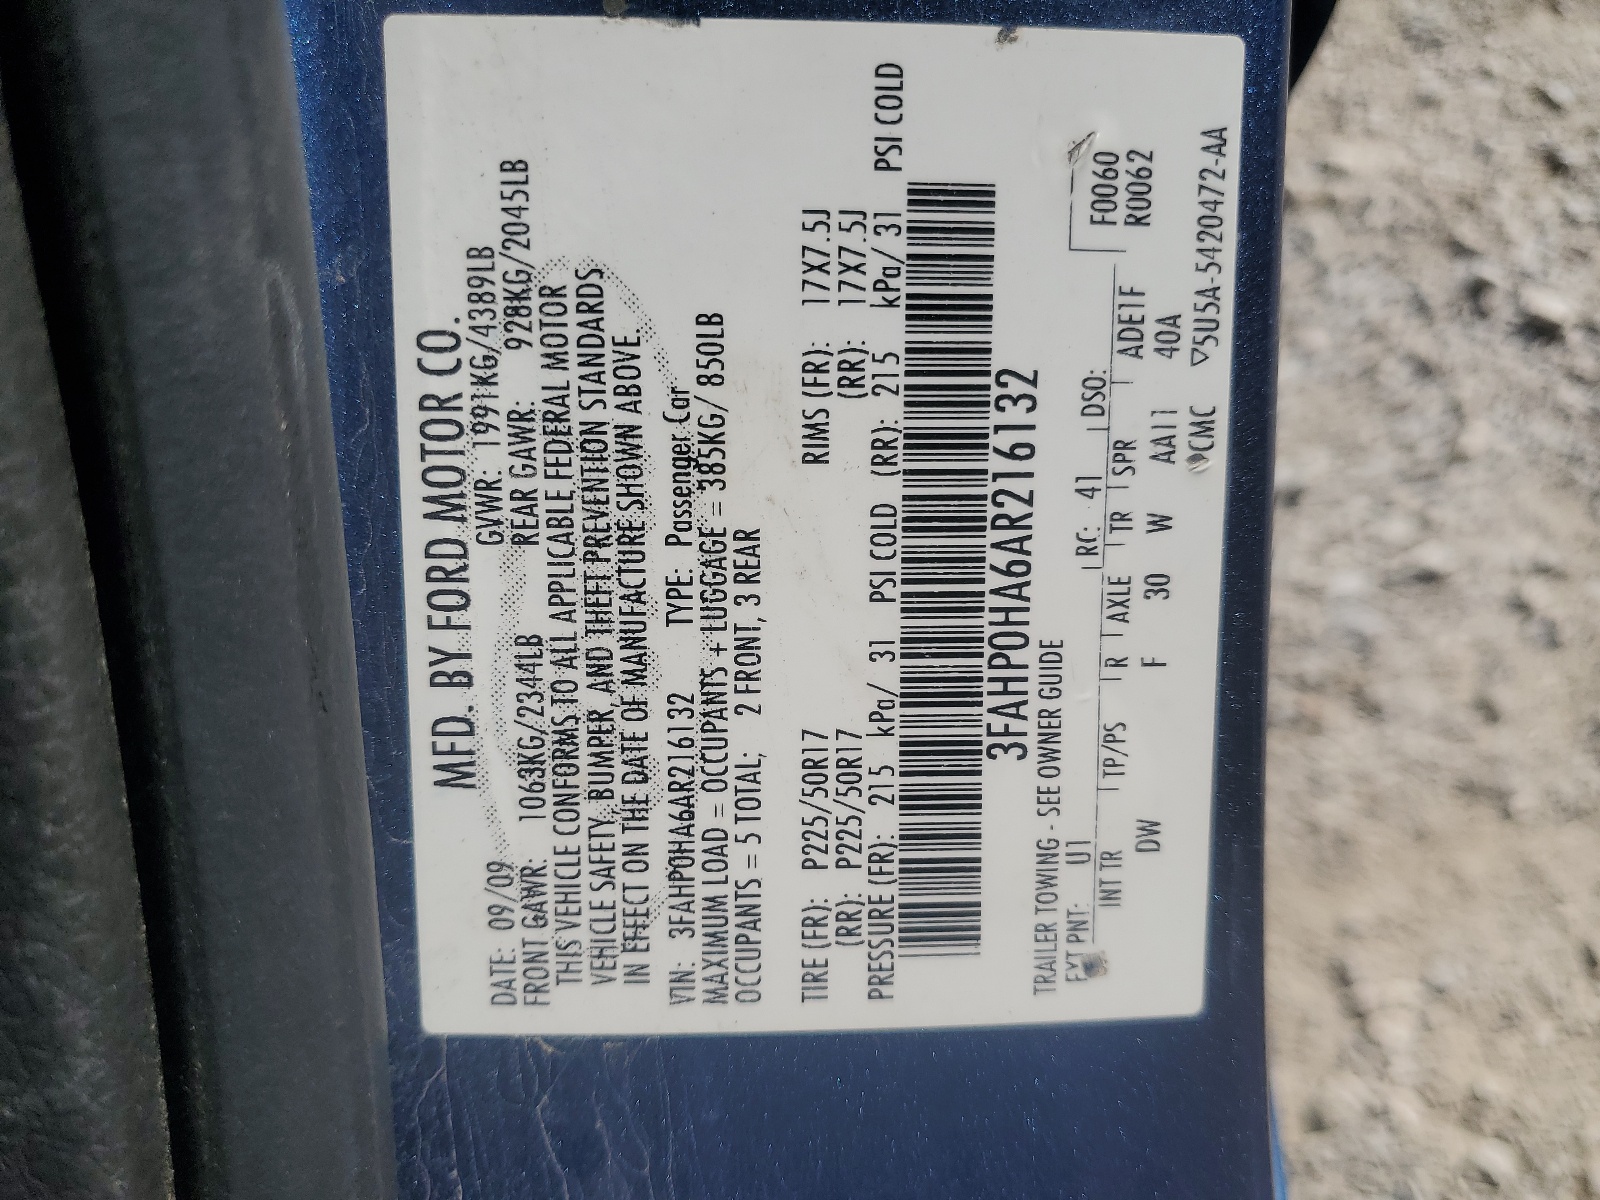 MFD. BY FORD MOTOR CO.
DATE: 09/09 GVWR: 1991KG/4389LB
FRONT GAWR: 1063KG/2344LB REAR GAWR: 928KG/2045LB
THIS VEHICLE CONFORMS TO ALL APPLICABLE FEDERAL MOTOR
VEHICLE SAFETY, BUMPER, AND THEFT PREVENTION STANDARDS
IN EFFECT ON THE DATE OF MANUFACTURE SHOWN ABOVE.
VIN: 3FAHP0HA6AR216132 TYPE: Passenger Car
MAXIMUM LOAD = OCCUPANTS + LUGGAGE = 385KG/ 850LB
OCCUPANTS = 5 TOTAL; 2 FRONT, 3 REAR
TIRE (FR): P225/50R17 RIMS (FR): 17X7.5J
(RR): P225/50R17 (RR): 17X7.5J
PRESSURE (FR): 215 kPa/ 31 PSI COLD (RR): 215 kPa/ 31 PSI COLD
3FAHP0HA6AR216132
TRAILER TOWING - SEE OWNER GUIDE
EXT PNT: U1 RC: 41 DSO: F0060
INT TR TP/PS R AXLE TR SPR ADE1F R0062
DW F 30 W AA11 40A
CMC ▽5U5A-5420472-AA